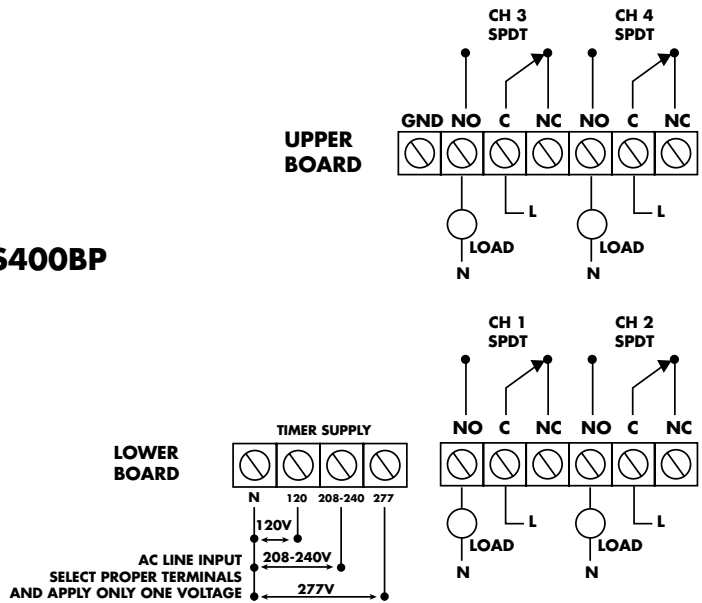 CH 3 CH 4
SPDT SPDT
GND NO C NC NO C NC
UPPER
BOARD
L L
LOAD LOAD
N N
S400BP
CH 1 CH 2
SPDT SPDT
TIMER SUPPLY
NO C NC NO C NC
LOWER
BOARD
N 120 208-240 277
120V
L L
LOAD LOAD
N N
AC LINE INPUT 208-240V
SELECT PROPER TERMINALS
AND APPLY ONLY ONE VOLTAGE 277V